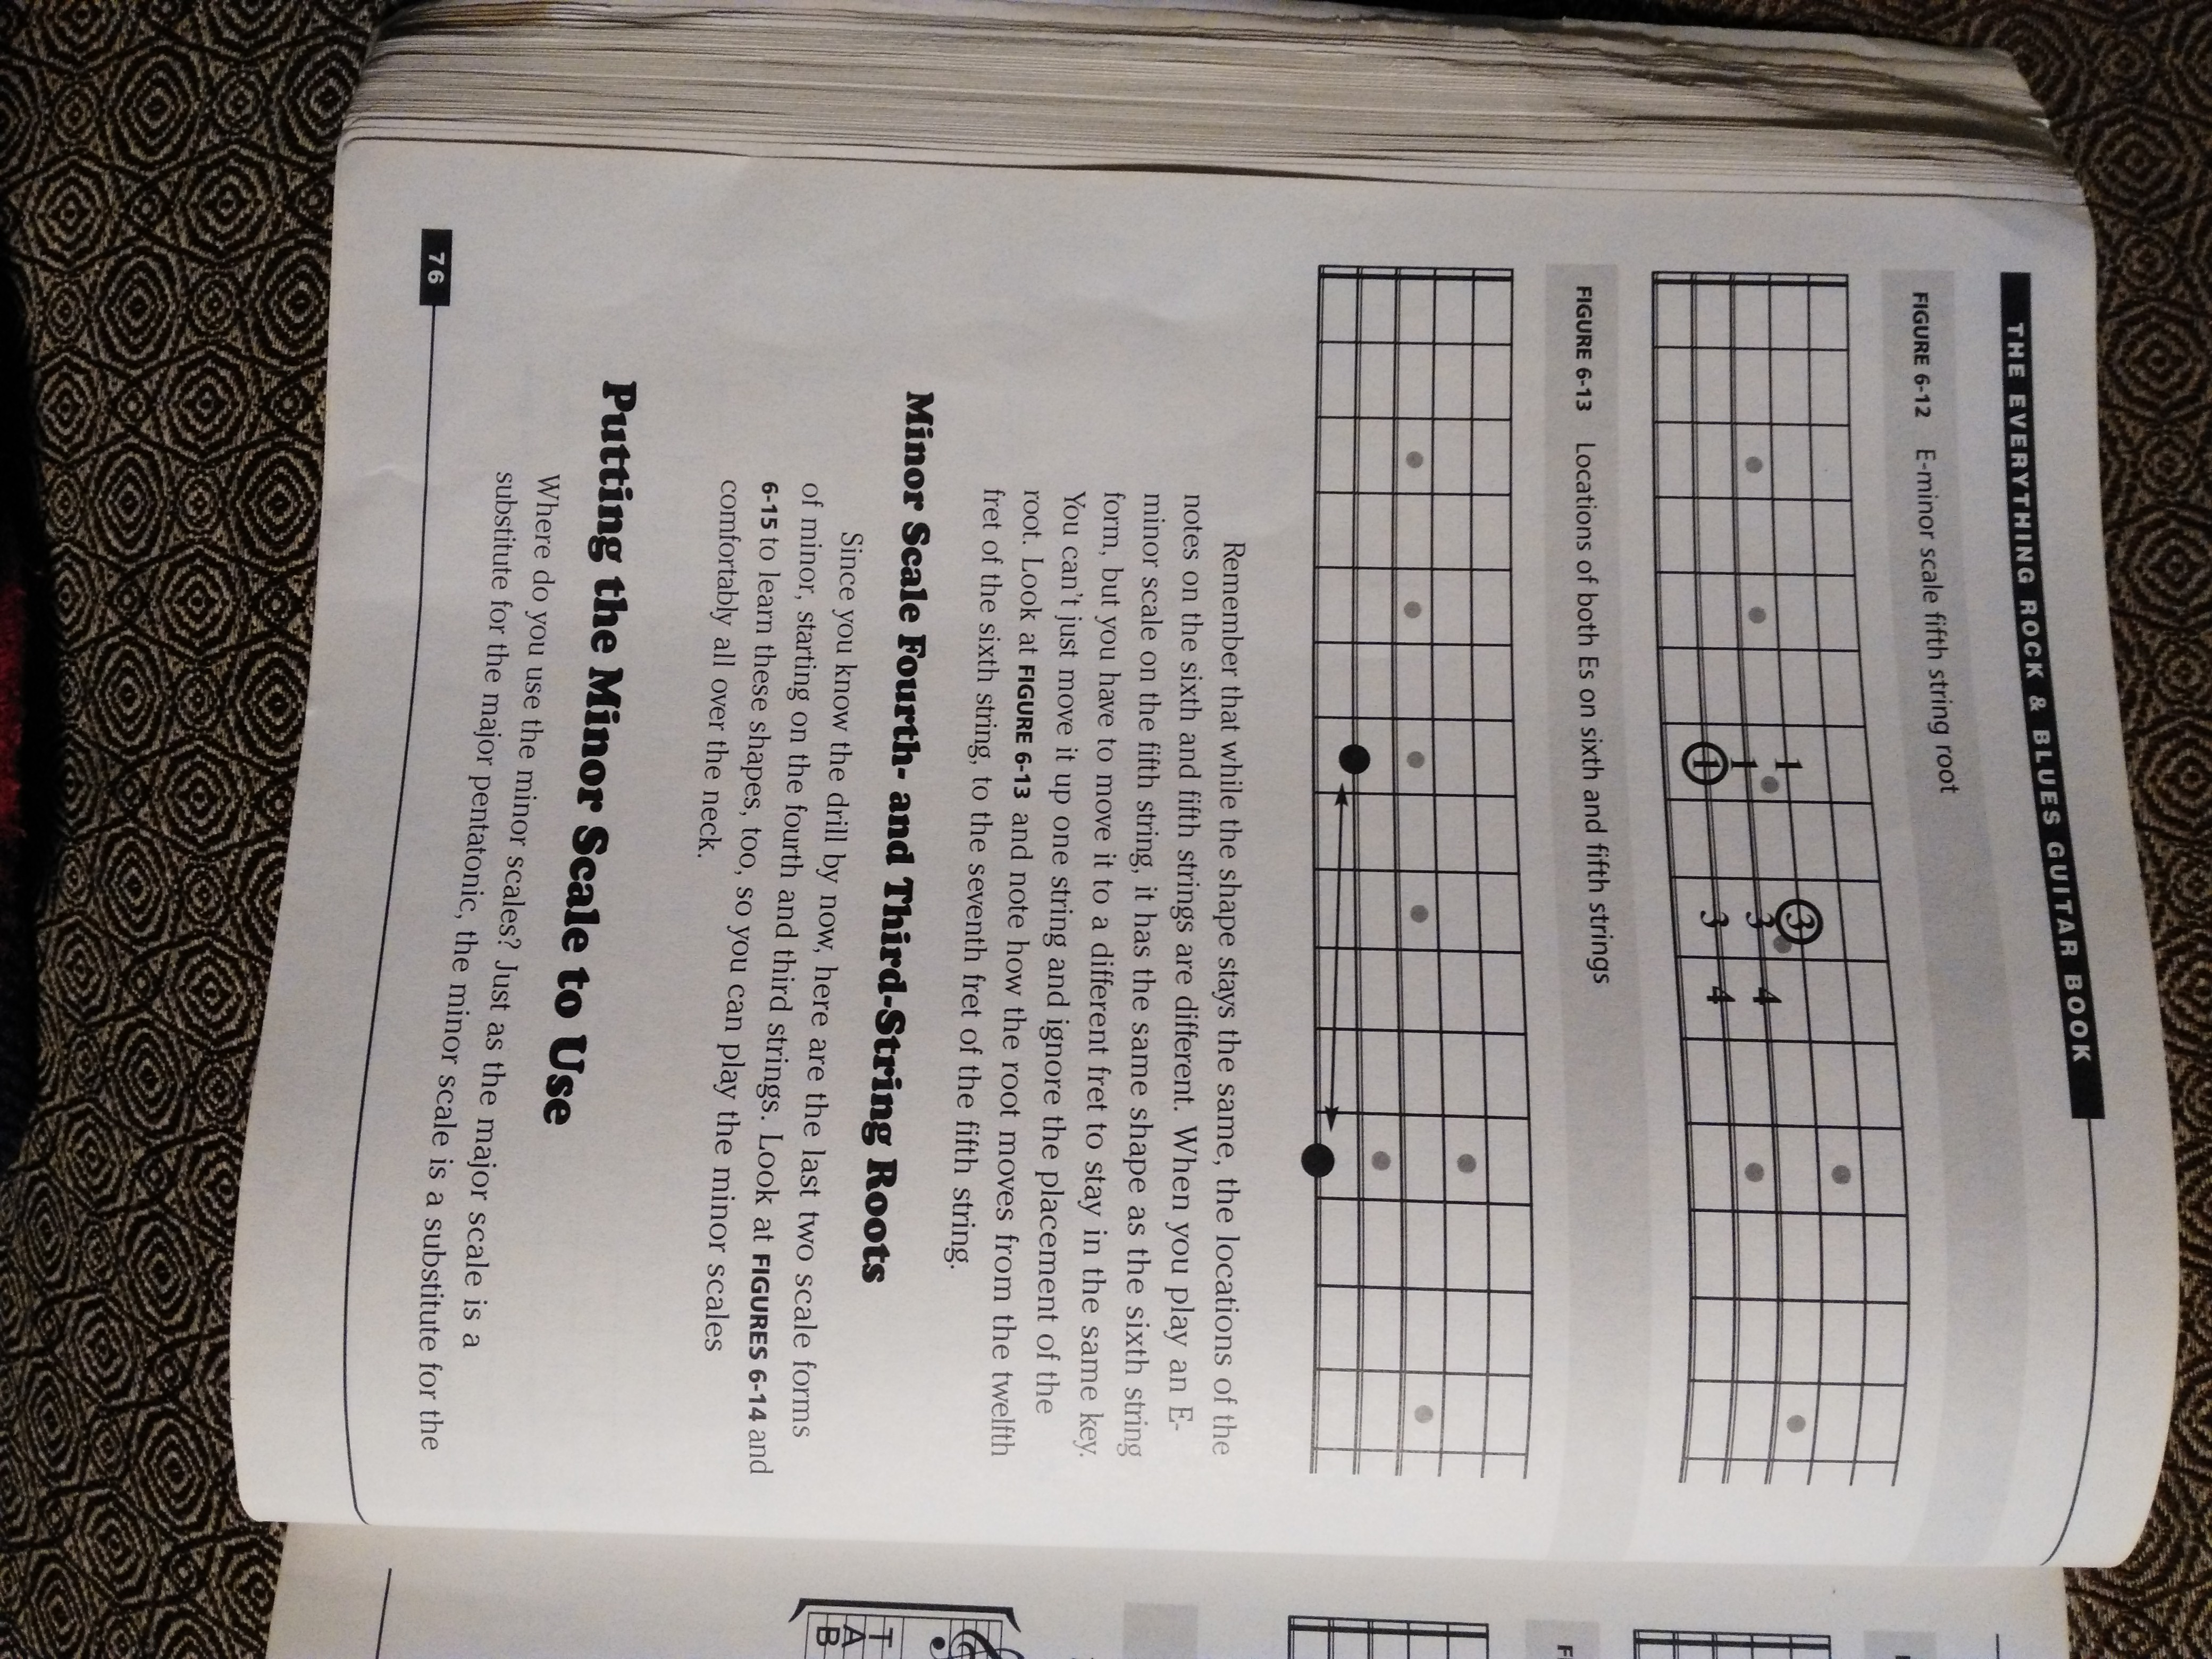 THE EVERYTHING ROCK & BLUES GUITAR BOOK
FIGURE 6-12 E-minor scale fifth string root
1 3
1 3 4
1 3 4
FIGURE 6-13 Locations of both Es on sixth and fifth strings
Remember that while the shape stays the same, the locations of the
notes on the sixth and fifth strings are different. When you play an E-
minor scale on the fifth string, it has the same shape as the sixth string
form, but you have to move it to a different fret to stay in the same key.
You can't just move it up one string and ignore the placement of the
root. Look at FIGURE 6-13 and note how the root moves from the twelfth
fret of the sixth string, to the seventh fret of the fifth string.
Minor Scale Fourth- and Third-String Roots
Since you know the drill by now, here are the last two scale forms
of minor, starting on the fourth and third strings. Look at FIGURES 6-14 and
6-15 to learn these shapes, too, so you can play the minor scales
comfortably all over the neck.
Putting the Minor Scale to Use
Where do you use the minor scales? Just as the major scale is a
substitute for the major pentatonic, the minor scale is a substitute for the
76
T
A
B